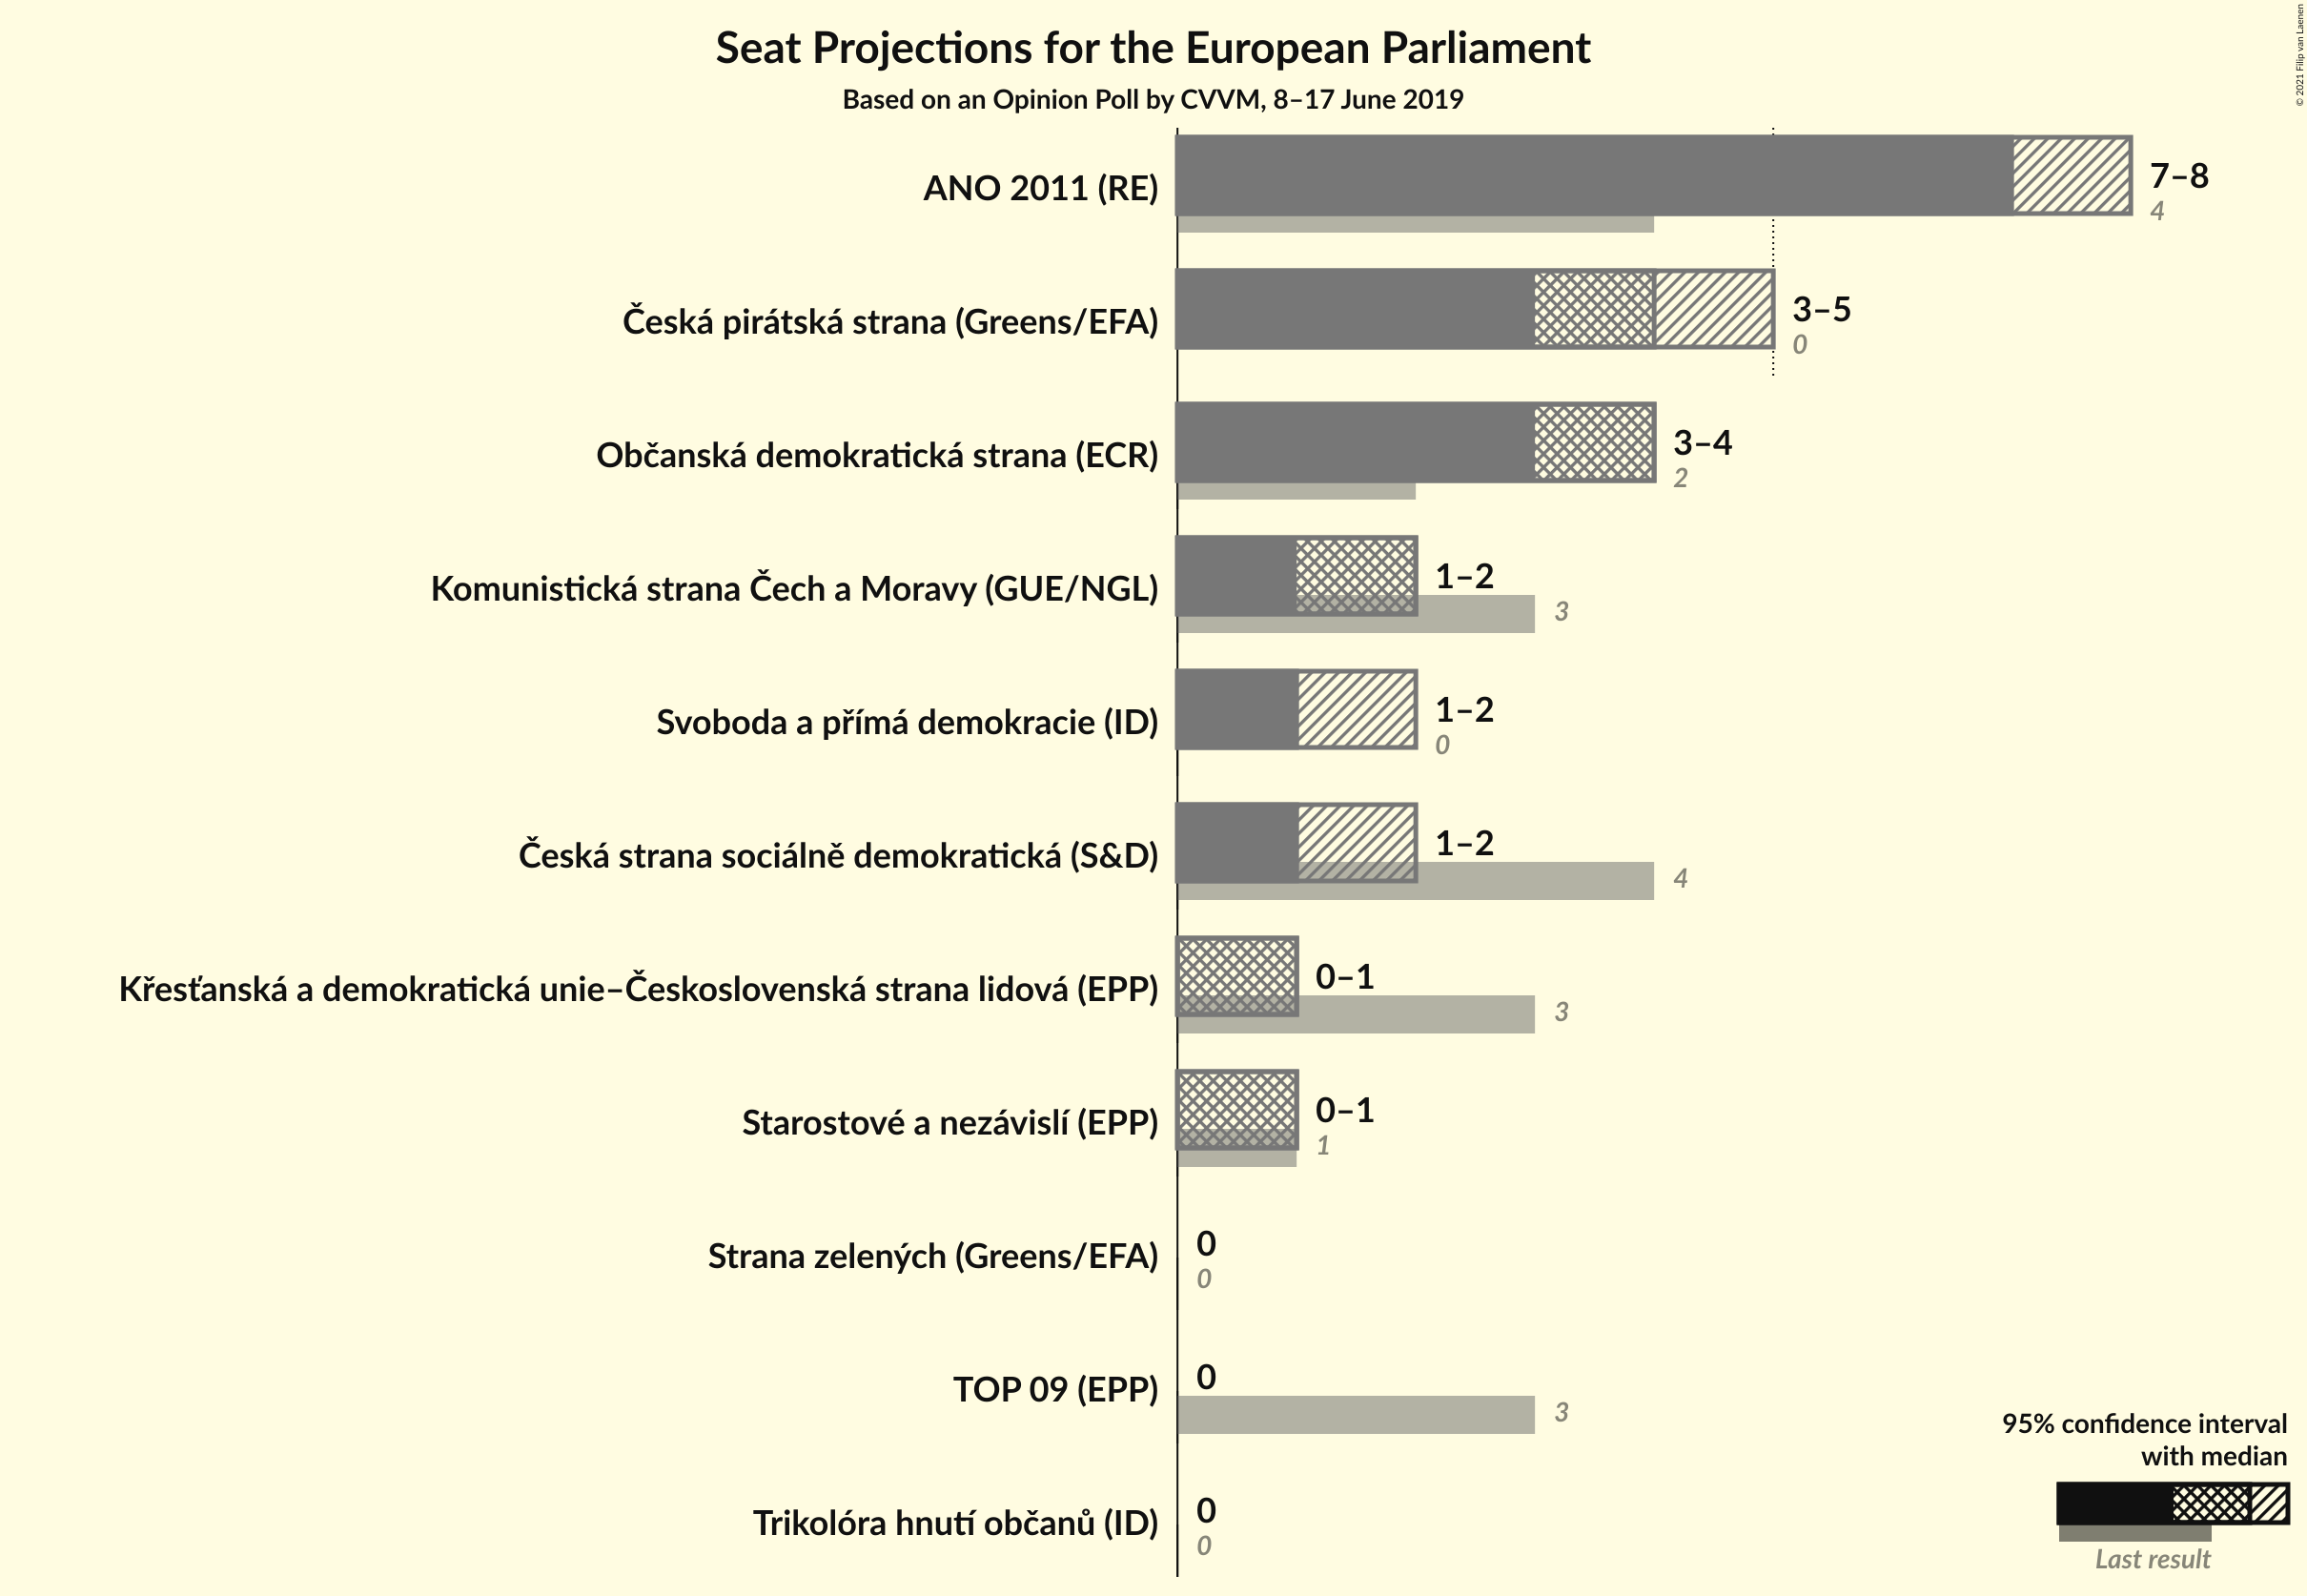 Seat Projections for the European Parliament
Based on an Opinion Poll by CVVM, 8–17 June 2019
© 2021 Filip van Laenen
ANO 2011 (RE)
7–8
4
Česká pirátská strana (Greens/EFA)
3–5
0
Občanská demokratická strana (ECR)
3–4
2
Komunistická strana Čech a Moravy (GUE/NGL)
1–2
3
Svoboda a přímá demokracie (ID)
1–2
0
Česká strana sociálně demokratická (S&D)
1–2
4
Křesťanská a demokratická unie–Československá strana lidová (EPP)
0–1
3
Starostové a nezávislí (EPP)
0–1
1
Strana zelených (Greens/EFA)
0
0
TOP 09 (EPP)
0
3
Trikolóra hnutí občanů (ID)
0
0
95% confidence interval
with median
Last result